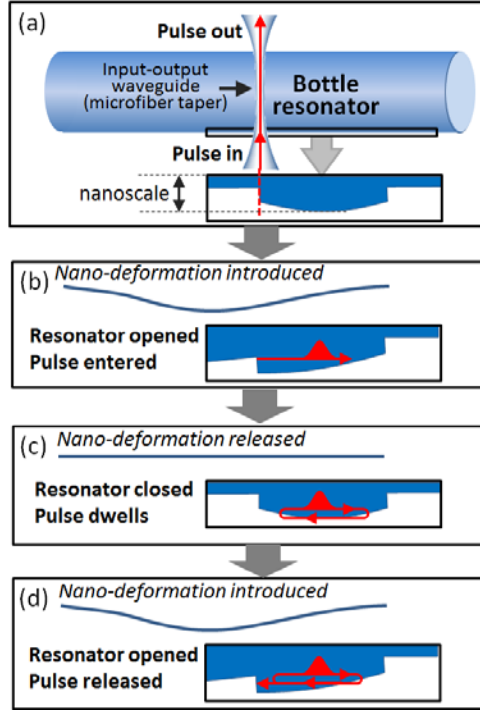 (a)
Pulse out
Input-output
waveguide
(microfiber taper)
Bottle
resonator
Pulse in
nanoscale
(b)
Nano-deformation introduced
Resonator opened
Pulse entered
(c)
Nano-deformation released
Resonator closed
Pulse dwells
(d)
Nano-deformation introduced
Resonator opened
Pulse released